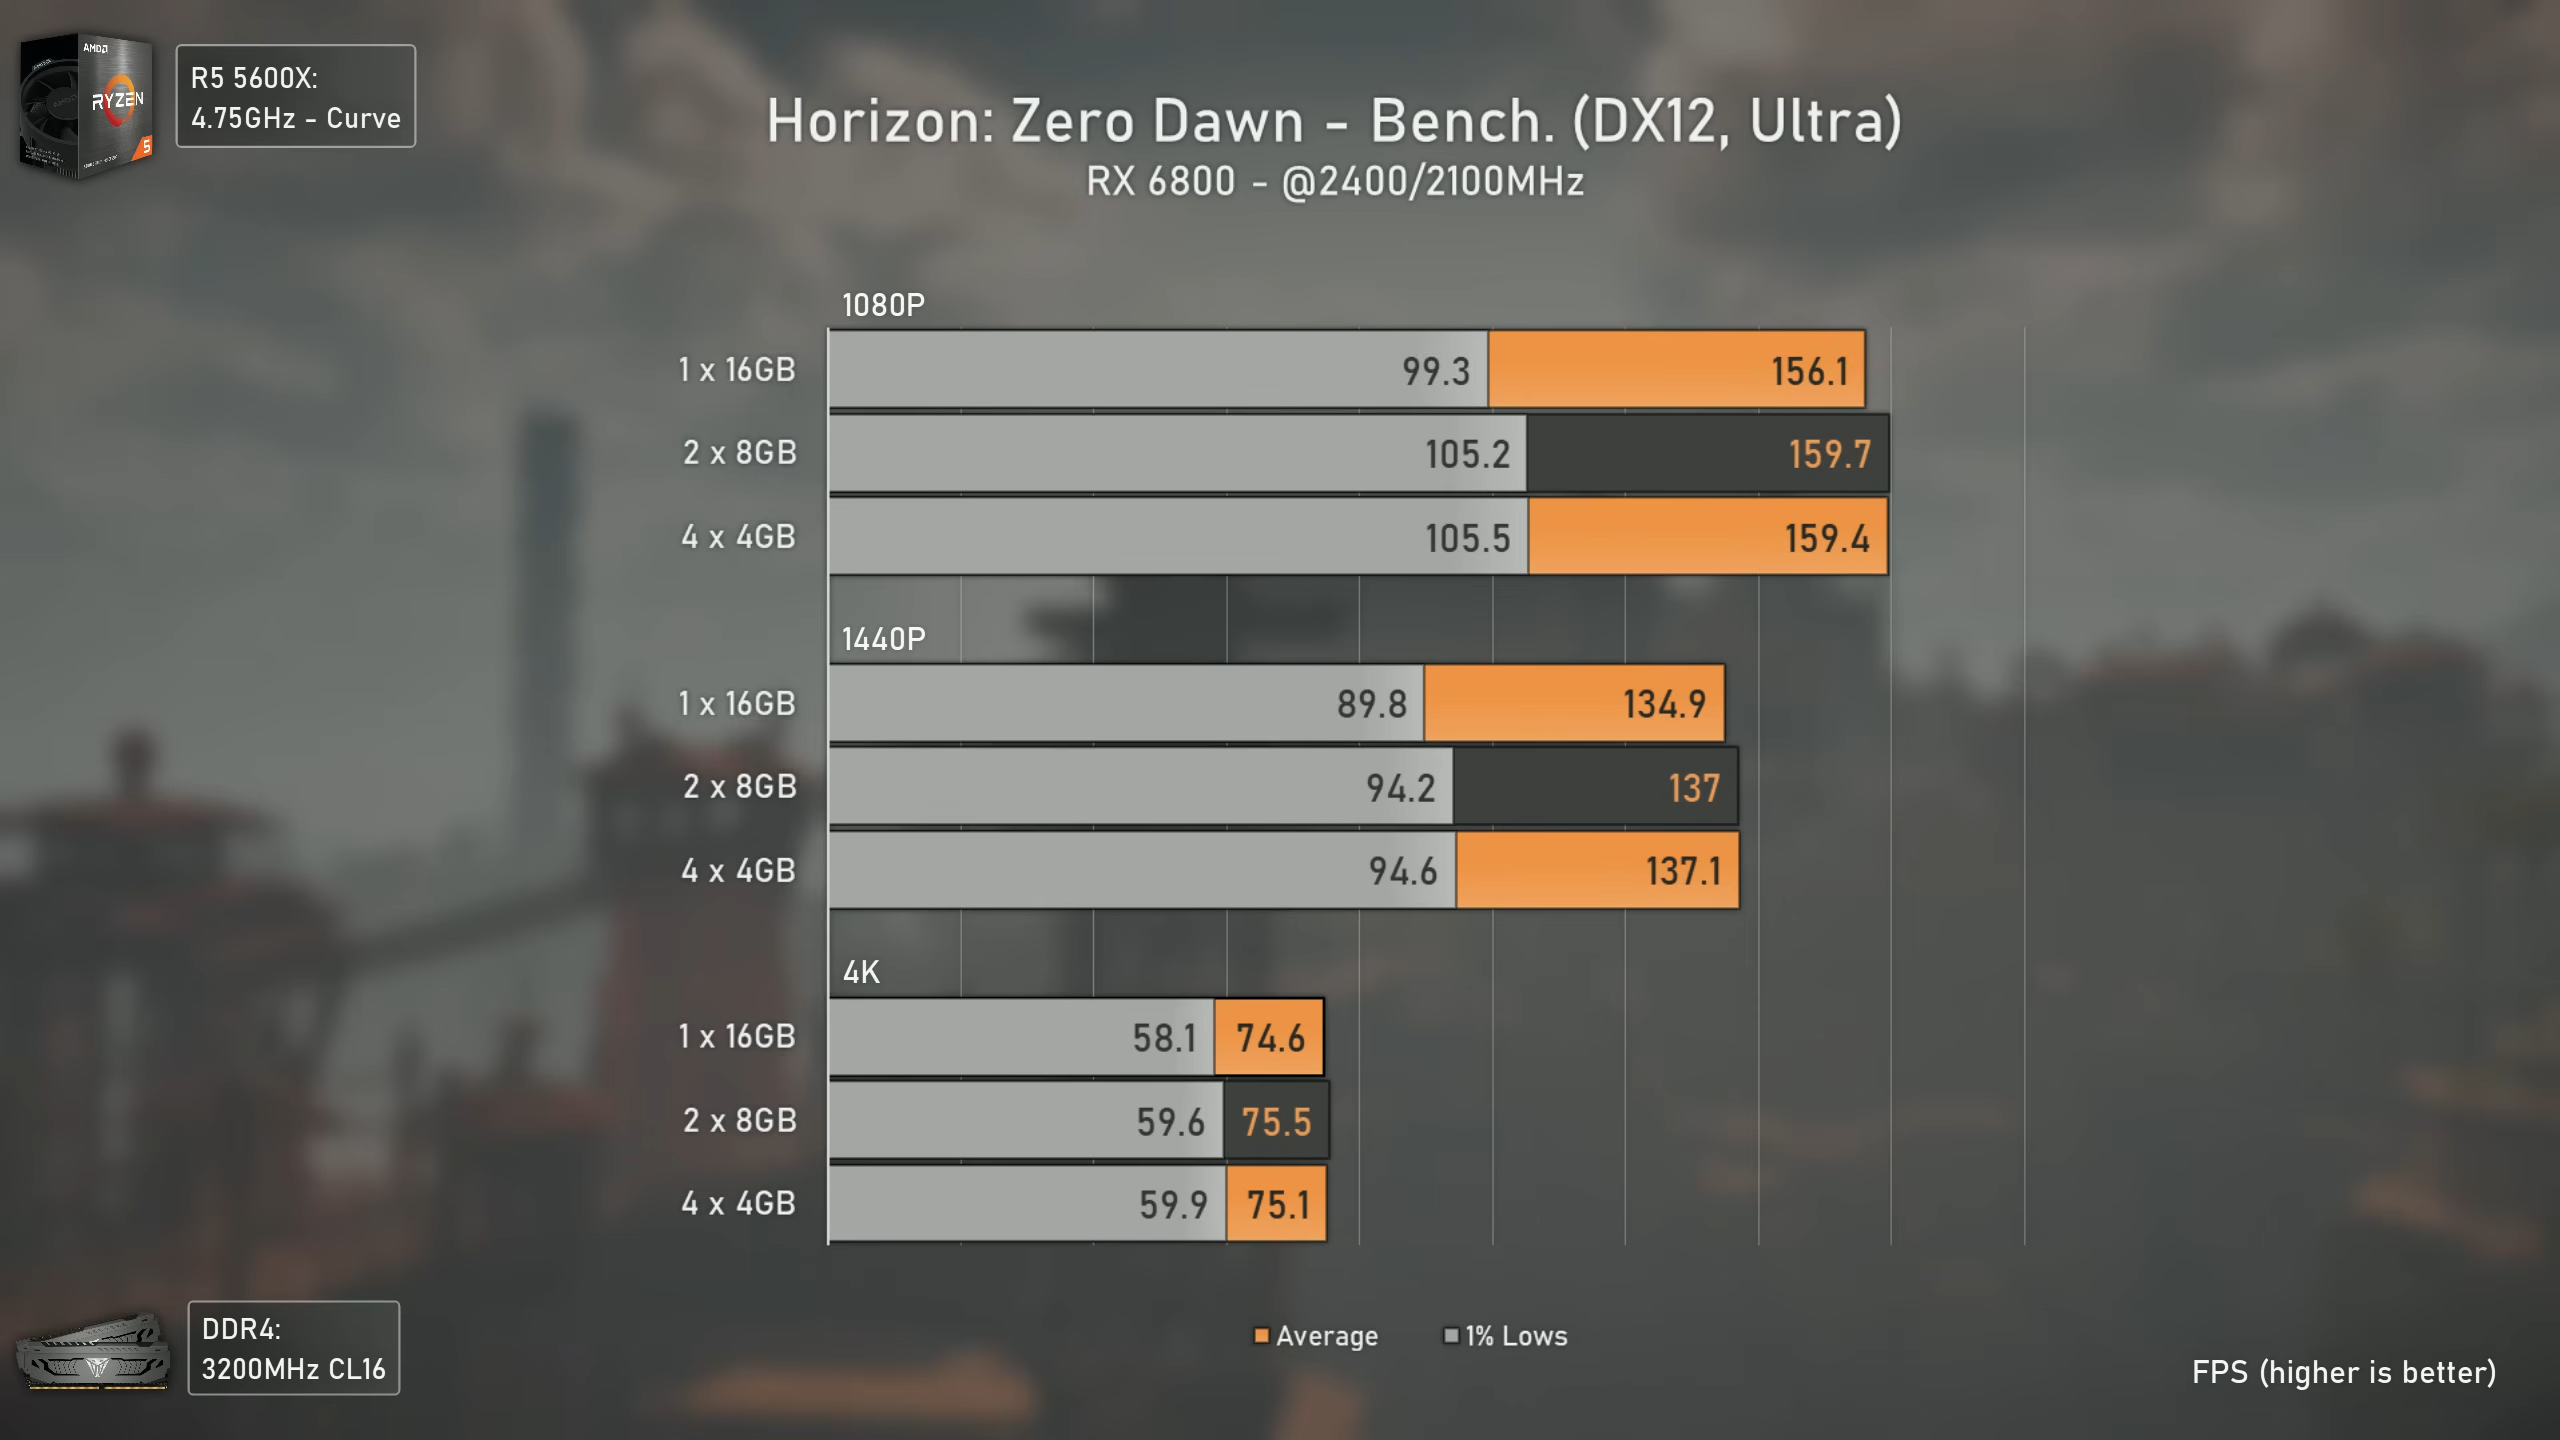 AMD
RYZEN
5
R5 5600X:
4.75GHz - Curve
Horizon: Zero Dawn - Bench. (DX12, Ultra)
RX 6800 - @2400/2100MHz
1080P
1 x 16GB 99.3 156.1
2 x 8GB 105.2 159.7
4 x 4GB 105.5 159.4
1440P
1 x 16GB 89.8 134.9
2 x 8GB 94.2 137
4 x 4GB 94.6 137.1
4K
1 x 16GB 58.1 74.6
2 x 8GB 59.6 75.5
4 x 4GB 59.9 75.1
DDR4:
3200MHz CL16
Average 1% Lows
FPS (higher is better)